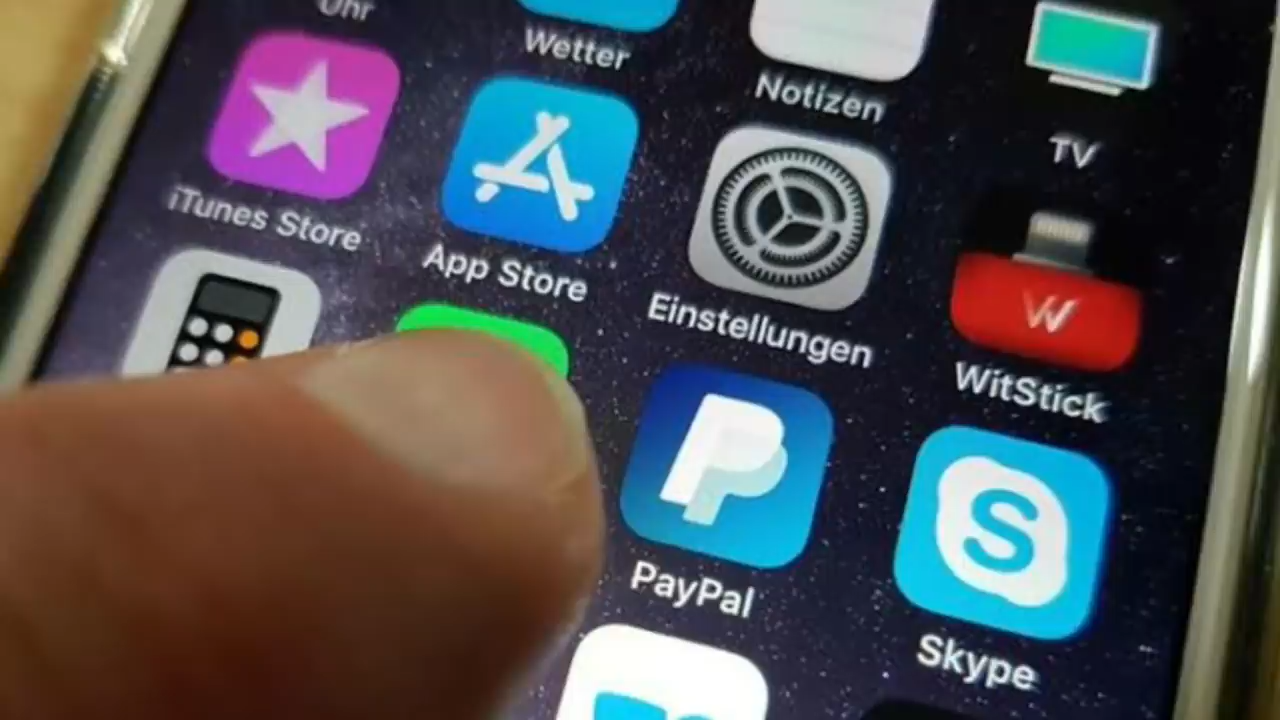 Uhr
Wetter
Notizen
TV
iTunes Store
App Store
Einstellungen
W
WitStick
PayPal
S
Skype